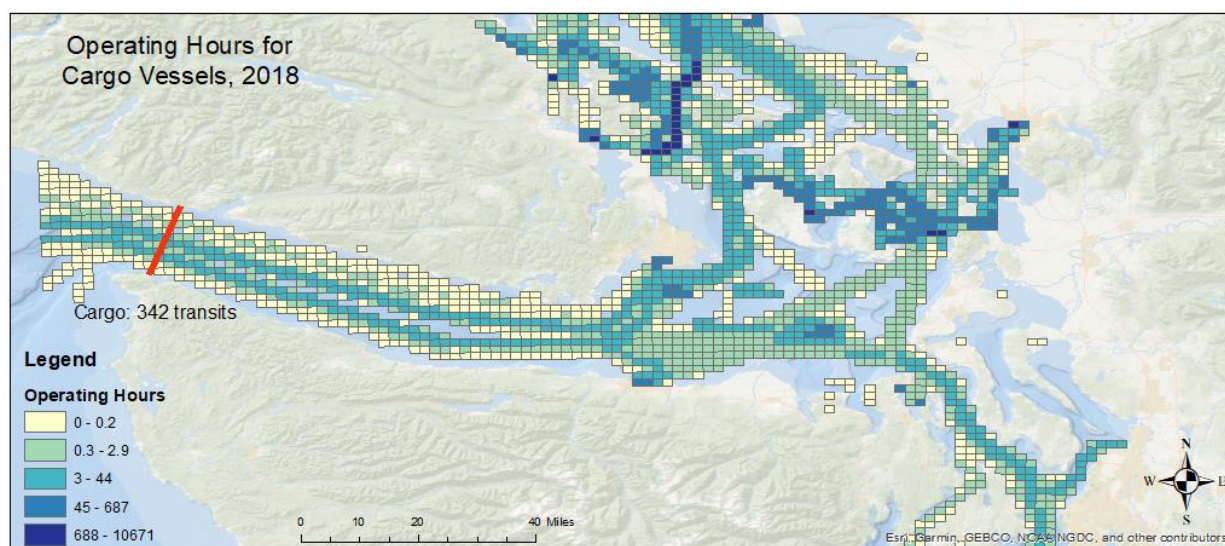 Operating Hours for
Cargo Vessels, 2018
Cargo: 342 transits
Legend
Operating Hours
0 - 0.2
0.3 - 2.9
3 - 44
45 - 687
688 - 10671
0 10 20 40 Miles
N
W E
S
Esri, Garmin, GEBCO, NOAA NGDC, and other contributors